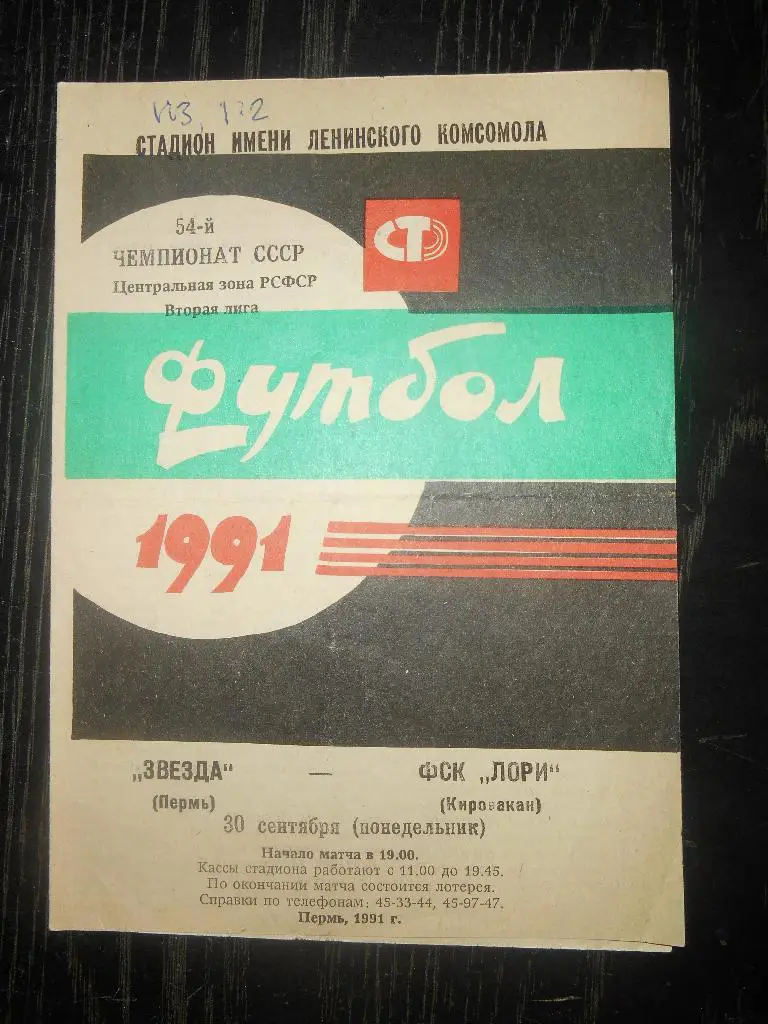 1:2
СТАДИОН ИМЕНИ ЛЕНИНСКОГО КОМСОМОЛА
54-й
ЧЕМПИОНАТ СССР
Центральная зона РСФСР
Вторая лига
СТ
Футбол
1991
„ЗВЕЗДА“ — ФСК „ЛОРИ“
(Пермь) (Кировакан)
30 сентября (понедельник)
Начало матча в 19.00.
Кассы стадиона работают с 11.00 до 19.45.
По окончании матча состоится лотерея.
Справки по телефонам: 45-33-44, 45-97-47.
Пермь, 1991 г.